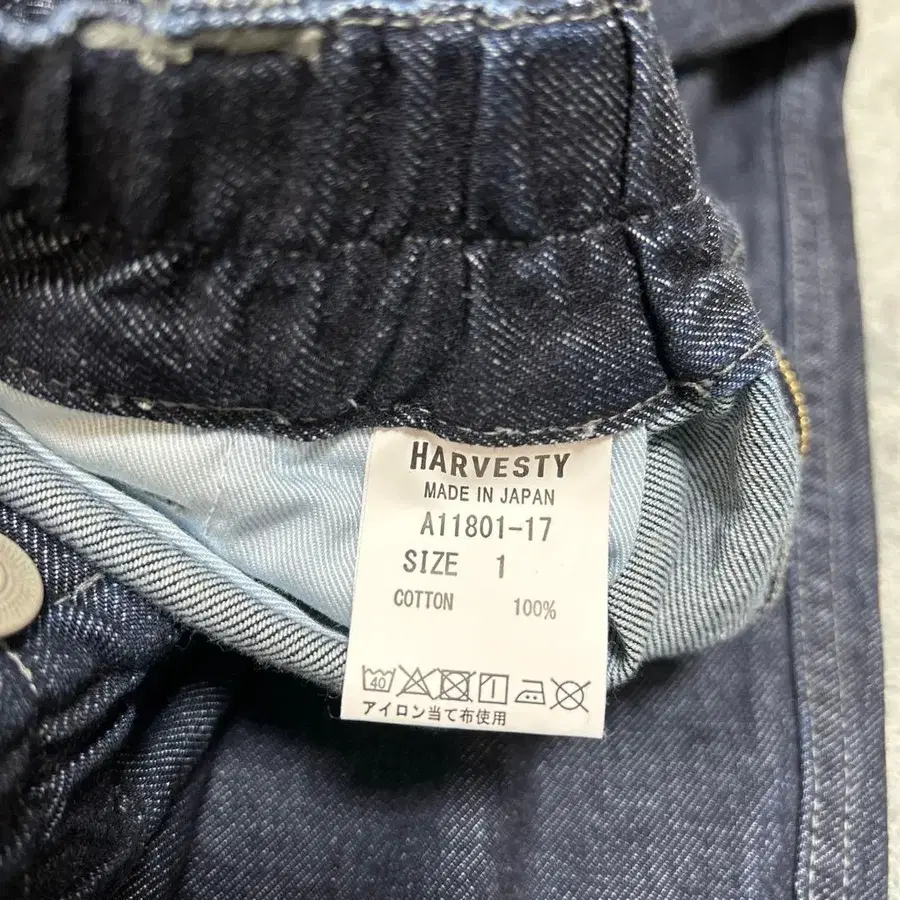 HARVESTY
MADE IN JAPAN
A11801-17
SIZE 1
COTTON 100%
40
アイロン当て布使用